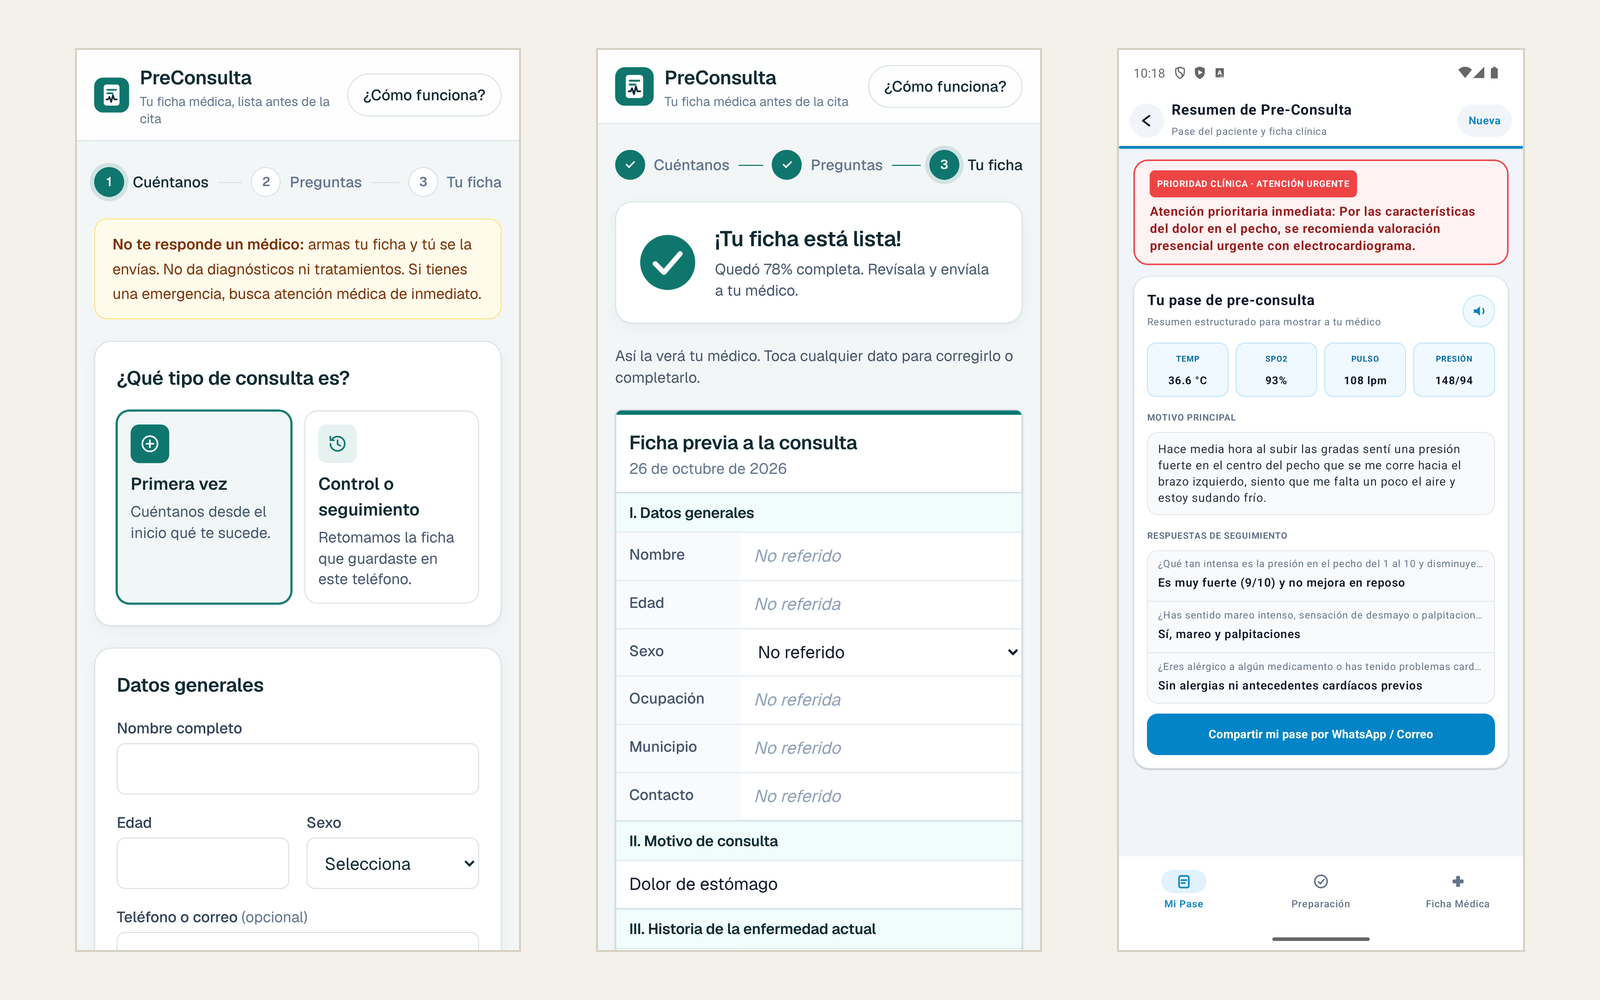 PreConsulta
Tu ficha médica, lista antes de la
cita
¿Cómo funciona?
1 Cuéntanos
2 Preguntas
3 Tu ficha
No te responde un médico: armas tu ficha y tú se la
envías. No da diagnósticos ni tratamientos. Si tienes
una emergencia, busca atención médica de inmediato.
¿Qué tipo de consulta es?
Primera vez
Cuéntanos desde el
inicio qué te sucede.
Control o
seguimiento
Retomamos la ficha
que guardaste en
este teléfono.
Datos generales
Nombre completo
Edad
Sexo
Selecciona
Teléfono o correo (opcional)
PreConsulta
Tu ficha médica antes de la cita
¿Cómo funciona?
Cuéntanos
Preguntas
3 Tu ficha
¡Tu ficha está lista!
Quedó 78% completa. Revísala y envíala
a tu médico.
Así la verá tu médico. Toca cualquier dato para corregirlo o
completarlo.
Ficha previa a la consulta
26 de octubre de 2026
I. Datos generales
Nombre No referido
Edad No referida
Sexo No referido
Ocupación No referida
Municipio No referido
Contacto No referido
II. Motivo de consulta
Dolor de estómago
III. Historia de la enfermedad actual
10:18
Resumen de Pre-Consulta
Pase del paciente y ficha clínica
Nueva
PRIORIDAD CLÍNICA · ATENCIÓN URGENTE
Atención prioritaria inmediata: Por las características
del dolor en el pecho, se recomienda valoración
presencial urgente con electrocardiograma.
Tu pase de pre-consulta
Resumen estructurado para mostrar a tu médico
TEMP
36.6 °C
SPO2
93%
PULSO
108 lpm
PRESIÓN
148/94
MOTIVO PRINCIPAL
Hace media hora al subir las gradas sentí una presión
fuerte en el centro del pecho que se me corre hacia el
brazo izquierdo, siento que me falta un poco el aire y
estoy sudando frío.
RESPUESTAS DE SEGUIMIENTO
¿Qué tan intensa es la presión en el pecho del 1 al 10 y disminuye...
Es muy fuerte (9/10) y no mejora en reposo
¿Has sentido mareo intenso, sensación de desmayo o palpitacion...
Sí, mareo y palpitaciones
¿Eres alérgico a algún medicamento o has tenido problemas card...
Sin alergias ni antecedentes cardíacos previos
Compartir mi pase por WhatsApp / Correo
Mi Pase
Preparación
Ficha Médica